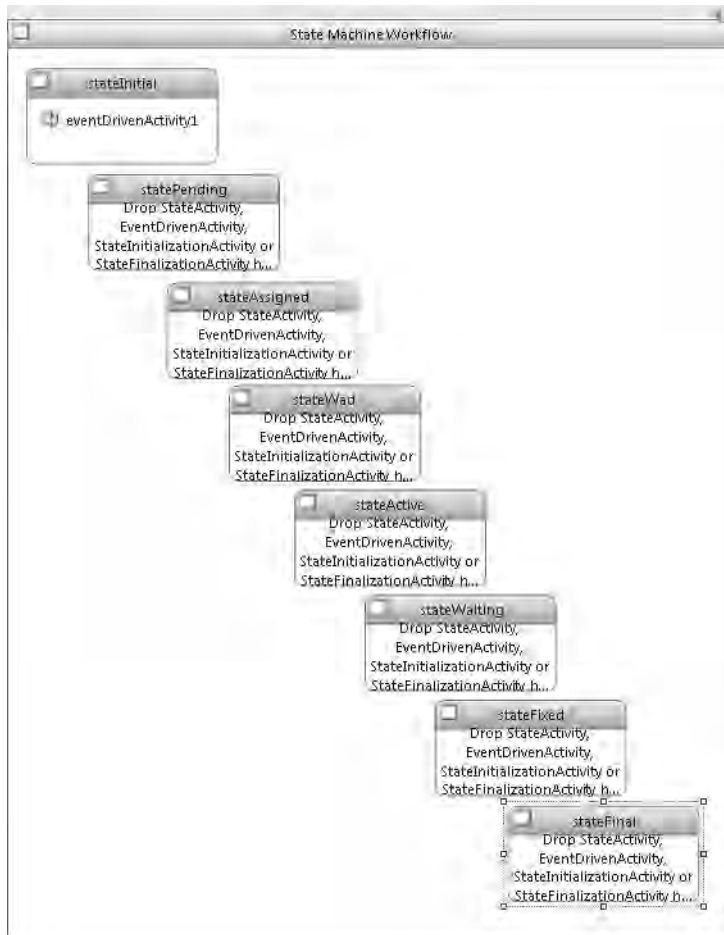 State Machine Workflow
stateInitial
eventDrivenActivity1
statePending
Drop StateActivity,
EventDrivenActivity,
StateInitializationActivity or
StateFinalizationActivity h...
stateAssigned
Drop StateActivity,
EventDrivenActivity,
StateInitializationActivity or
StateFinalizationActivity h...
stateWad
Drop StateActivity,
EventDrivenActivity,
StateInitializationActivity or
StateFinalizationActivity h...
stateActive
Drop StateActivity,
EventDrivenActivity,
StateInitializationActivity or
StateFinalizationActivity h...
stateWaiting
Drop StateActivity,
EventDrivenActivity,
StateInitializationActivity or
StateFinalizationActivity h...
stateFixed
Drop StateActivity,
EventDrivenActivity,
StateInitializationActivity or
StateFinalizationActivity h...
stateFinal
Drop StateActivity,
EventDrivenActivity,
StateInitializationActivity or
StateFinalizationActivity h...